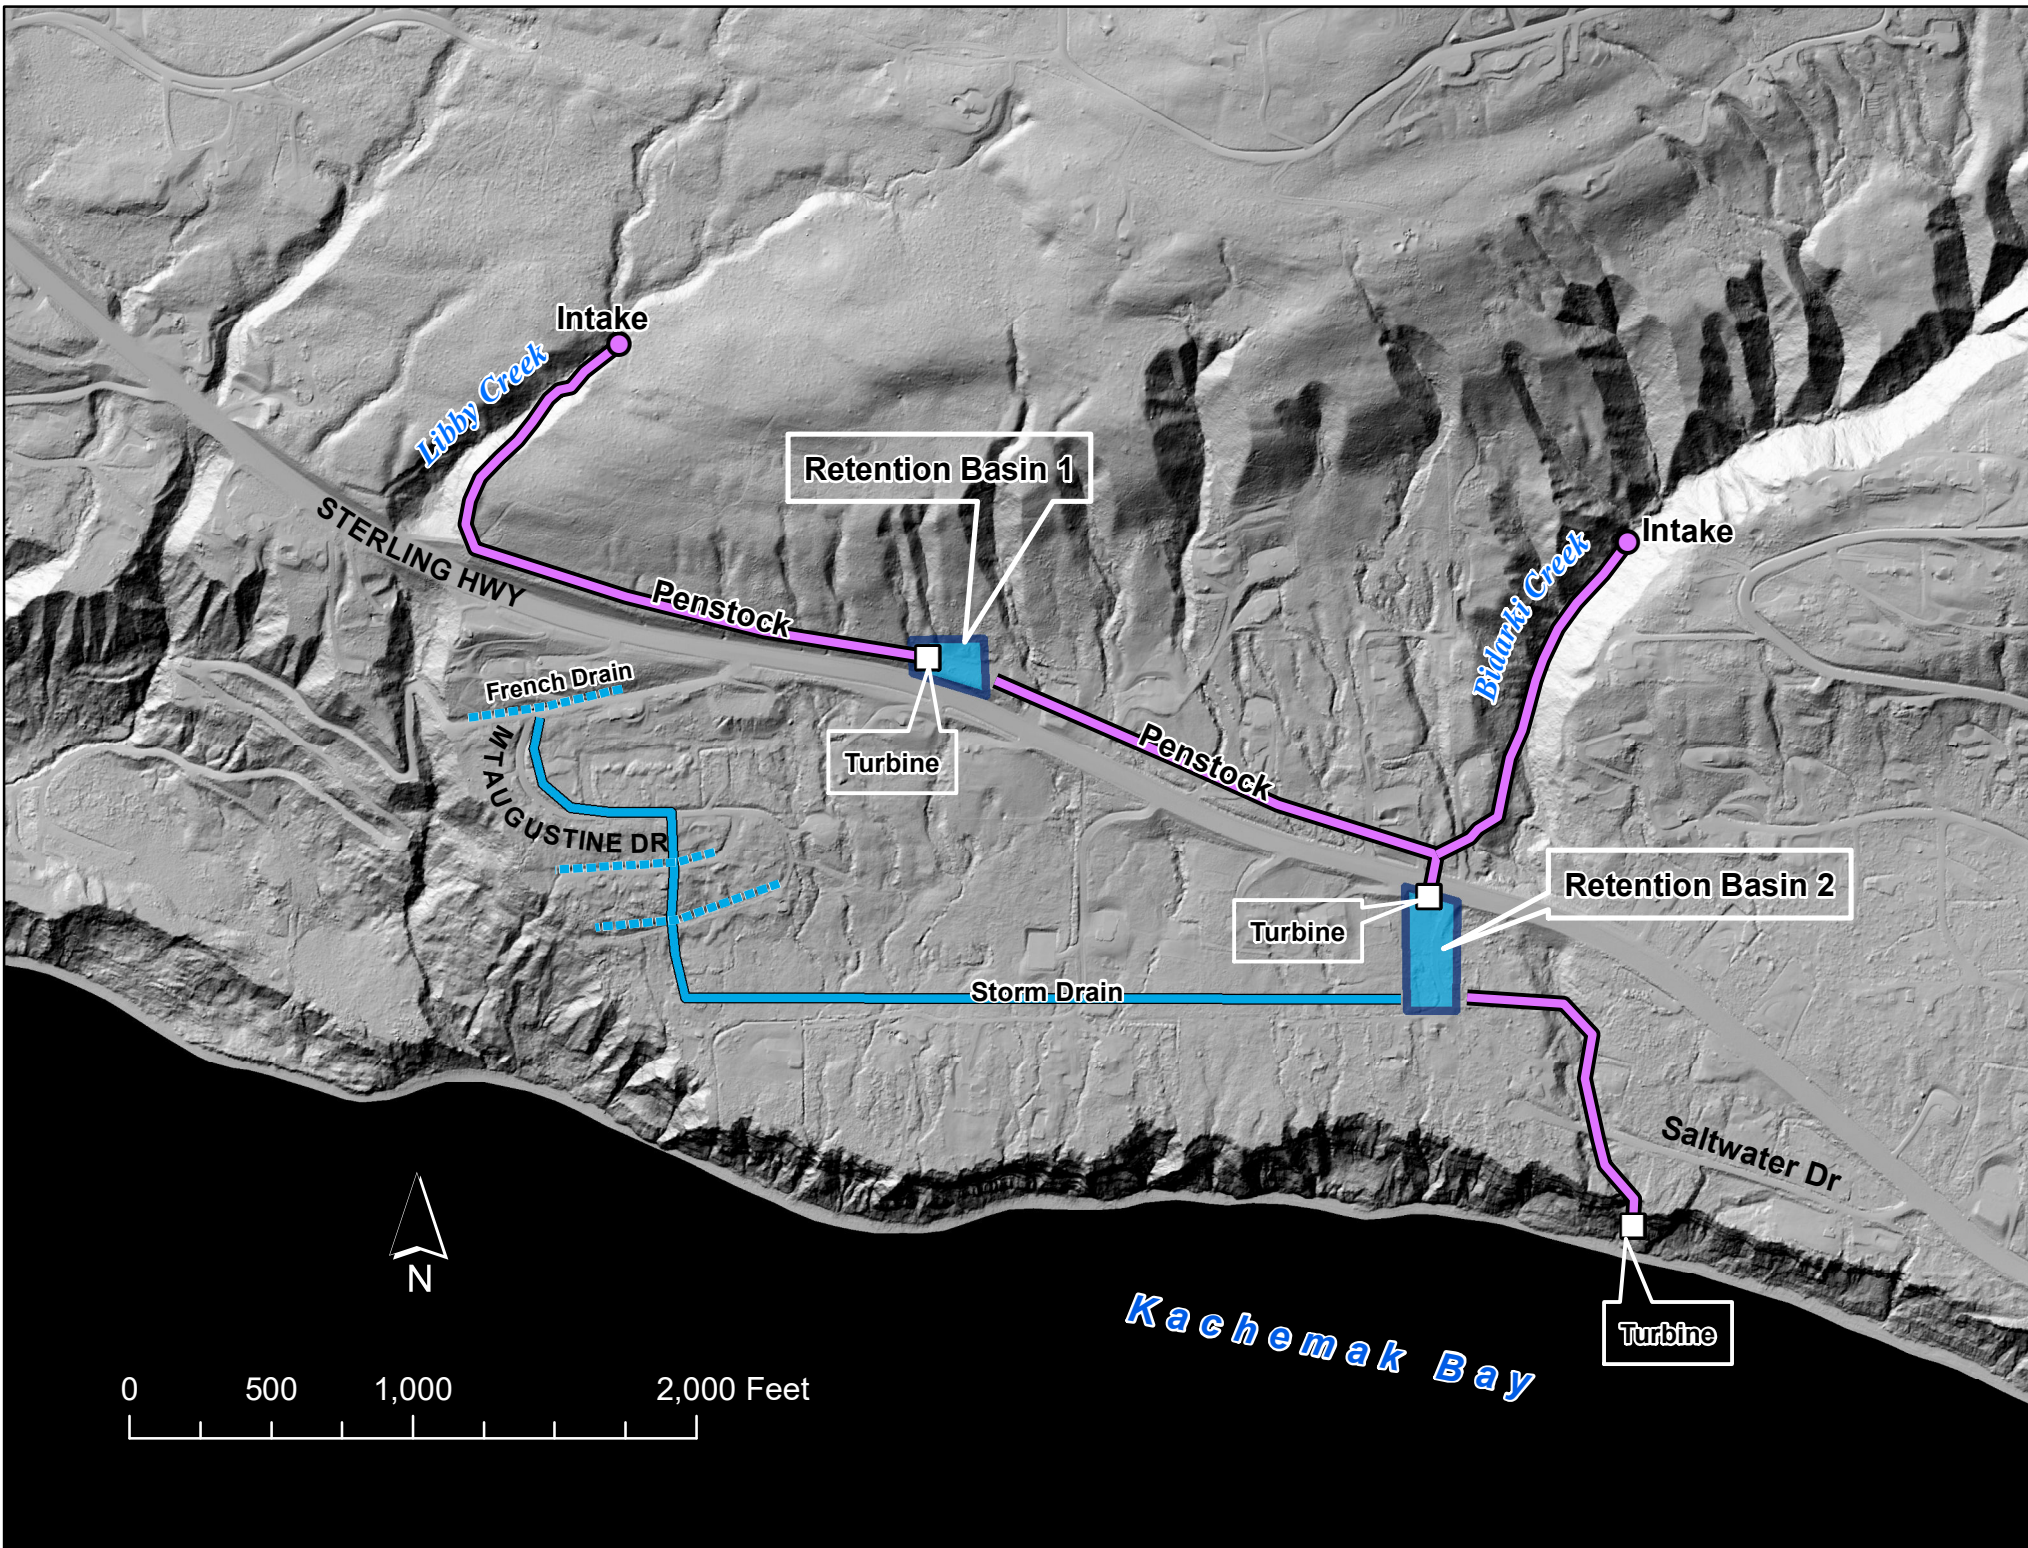 Intake
Libby Creek
Retention Basin 1
STERLING HWY
Intake
Bidarki Creek
Penstock
French Drain
Turbine
Penstock
MTAUGUSTINE DR
Retention Basin 2
Turbine
Storm Drain
Saltwater Dr
N
Kachemak Bay
Turbine
0 500 1,000 2,000 Feet